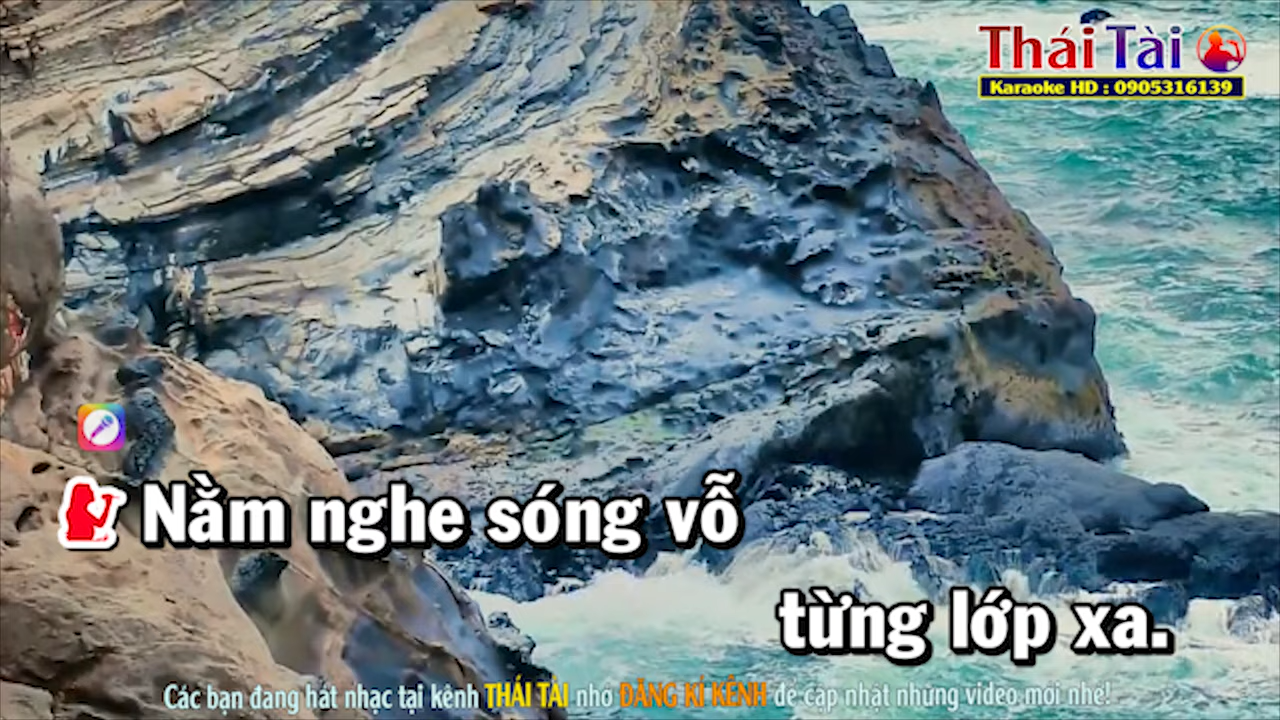 Thái Tài
Karaoke HD : 0905316139
Nằm nghe sóng vỗ
từng lớp xa.
Các bạn đang hát nhạc tại kênh THÁI TÀI nhớ ĐĂNG KÍ KÊNH để cập nhật những video mới nhé!